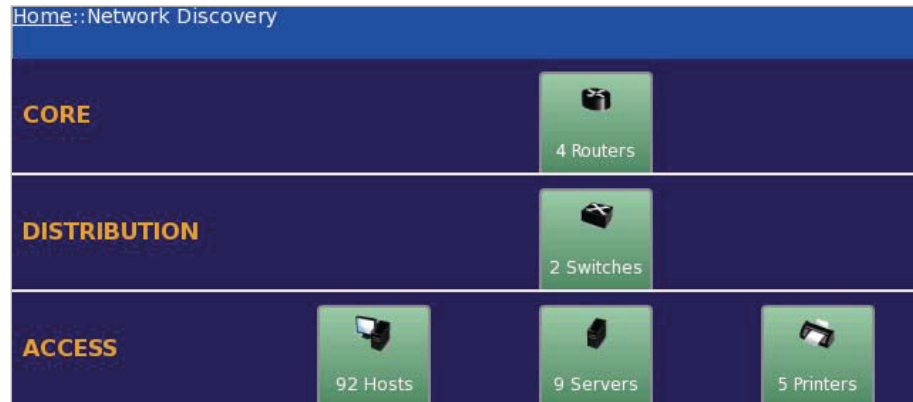 Home::Network Discovery
CORE
4 Routers
DISTRIBUTION
2 Switches
ACCESS
92 Hosts
9 Servers
5 Printers